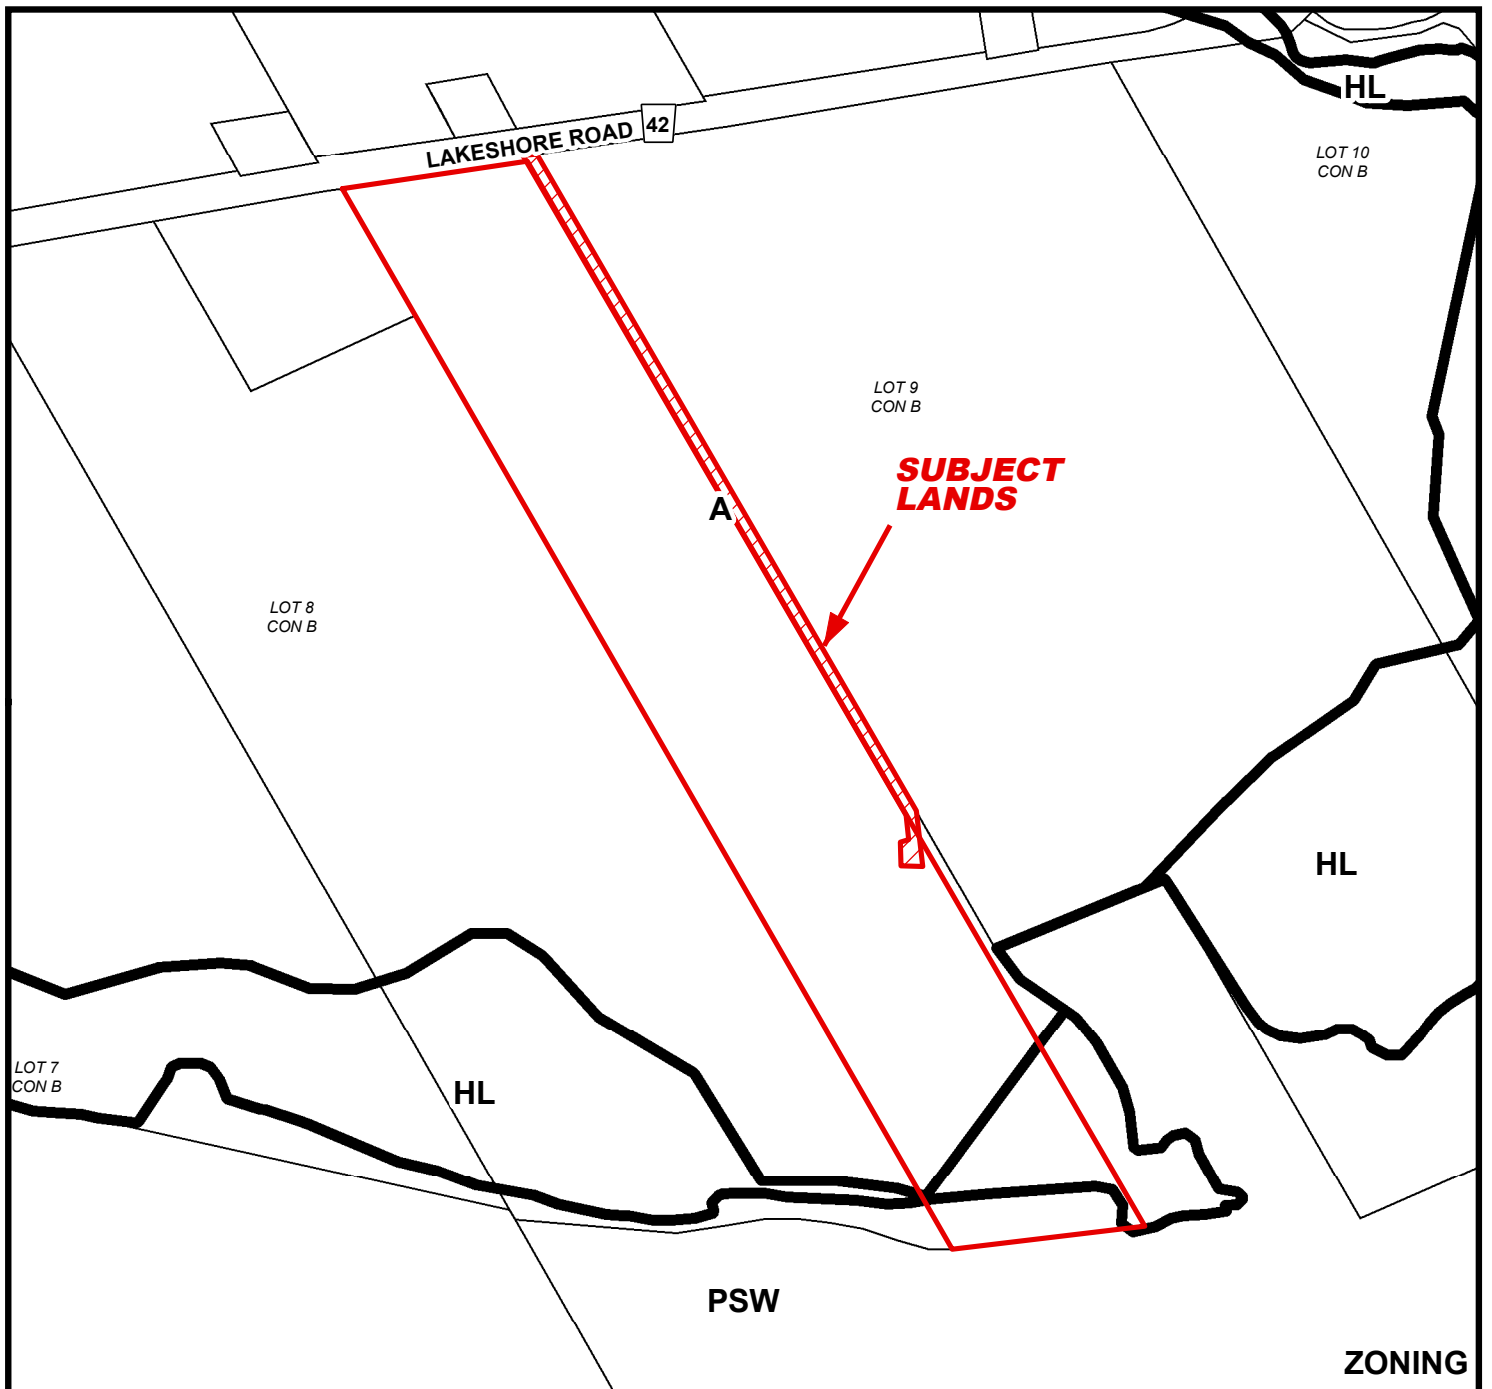 HL
LAKESHORE ROAD 42
LOT 10
CON B
LOT 9
CON B
SUBJECT
LANDS
A
LOT 8
CON B
HL
LOT 7
CON B
HL
PSW
ZONING